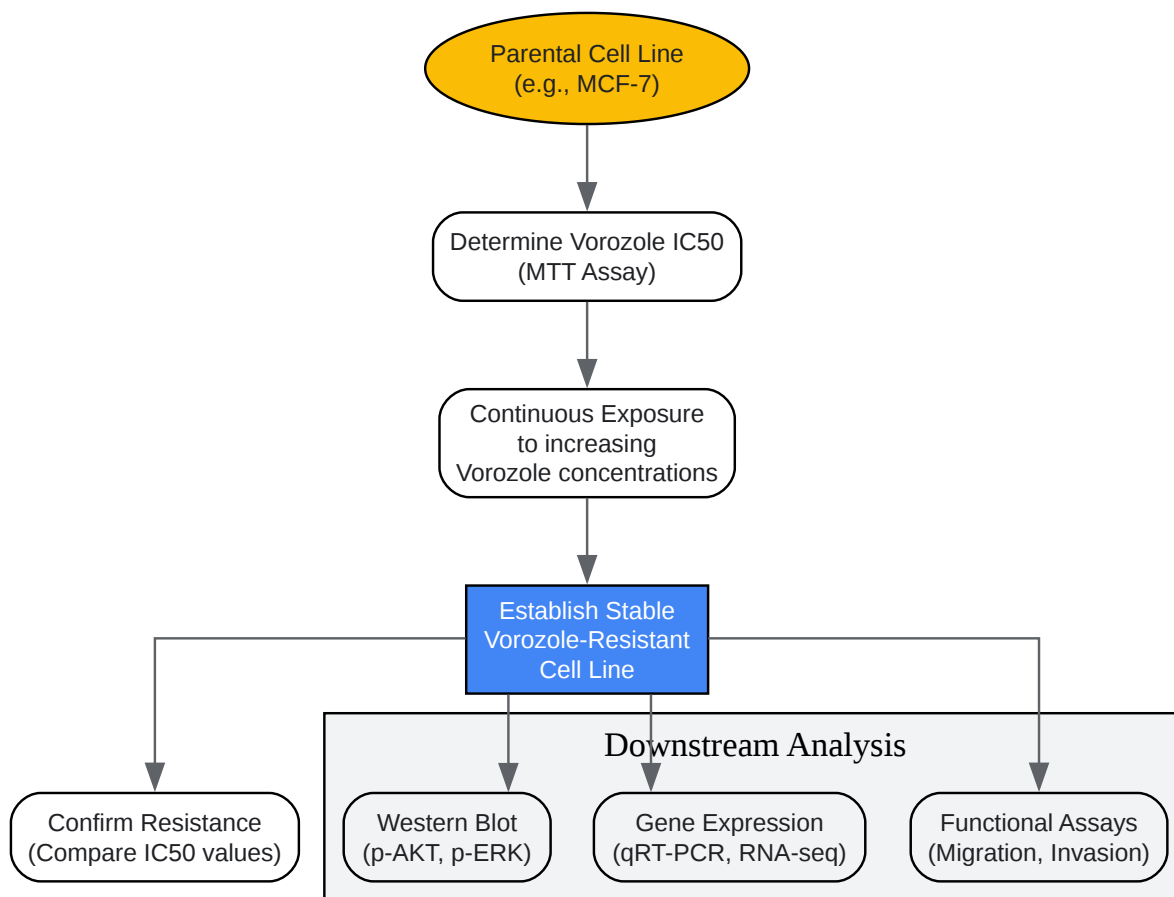 Parental Cell Line
(e.g., MCF-7)
Determine Vorozole IC50
(MTT Assay)
Continuous Exposure
to increasing
Vorozole concentrations
Establish Stable
Vorozole-Resistant
Cell Line
Downstream Analysis
Confirm Resistance
(Compare IC50 values)
Western Blot
(p-AKT, p-ERK)
Gene Expression
(qRT-PCR, RNA-seq)
Functional Assays
(Migration, Invasion)